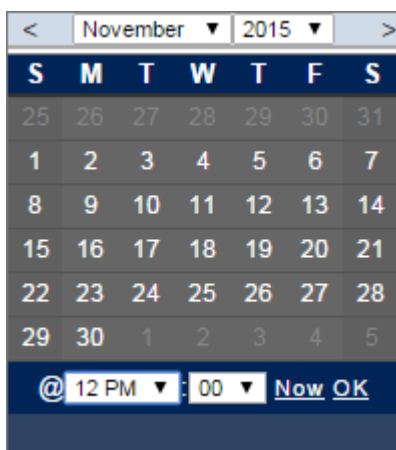 < November ▼ 2015 ▼ >
S M T W T F S
25 26 27 28 29 30 31
1 2 3 4 5 6 7
8 9 10 11 12 13 14
15 16 17 18 19 20 21
22 23 24 25 26 27 28
29 30 1 2 3 4 5
@ 12 PM ▼ : 00 ▼ Now OK